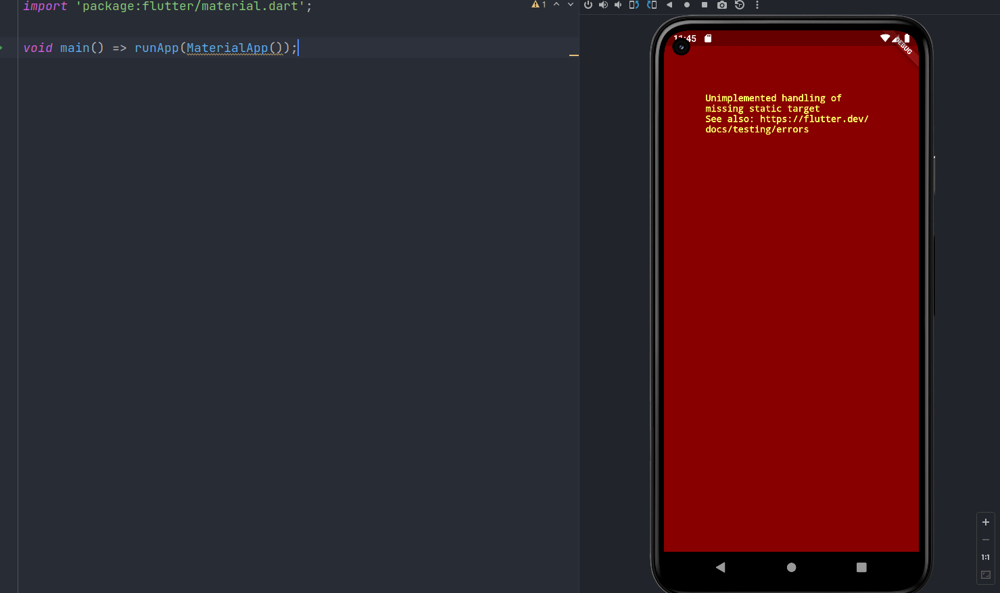 import 'package:flutter/material.dart';
1
void main() => runApp(MaterialApp());
11:45
DEBUG
Unimplemented handling of
missing static target
See also: https://flutter.dev/
docs/testing/errors
1:1